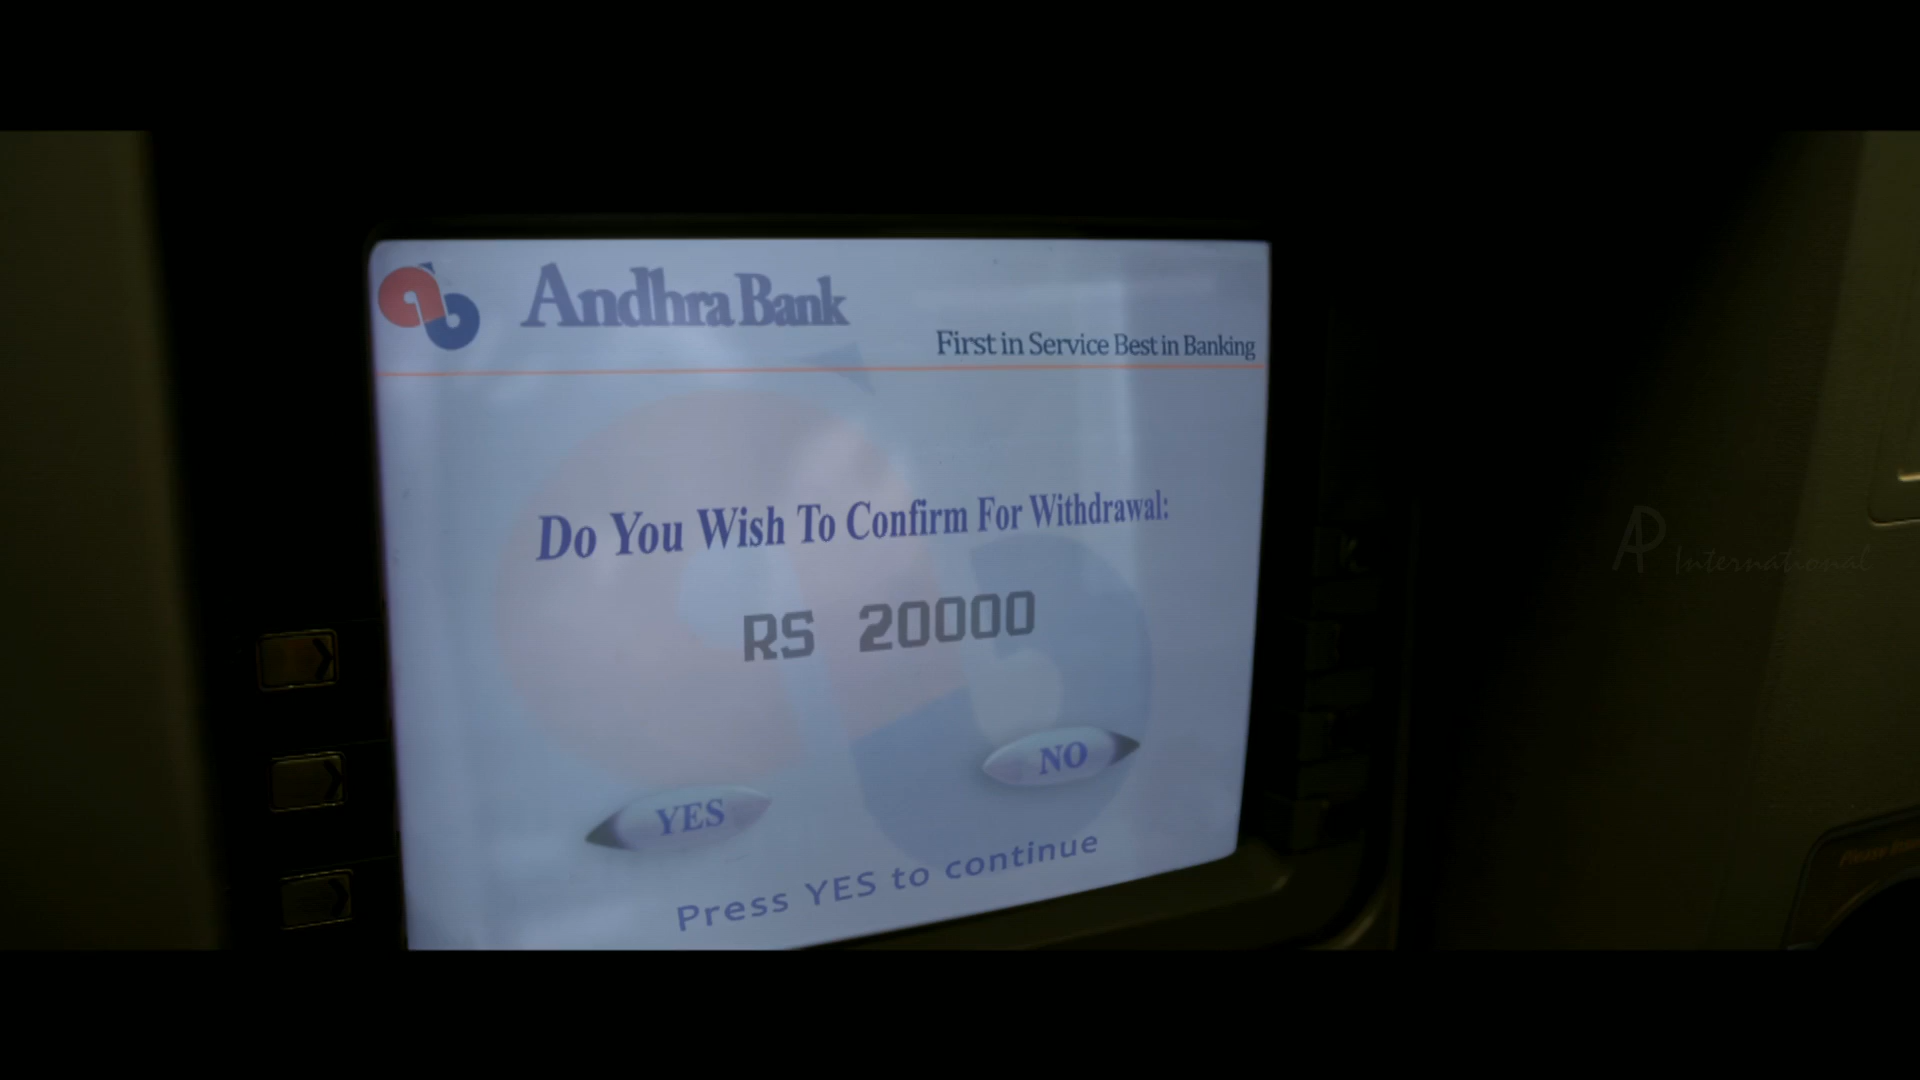 Andhra Bank
First in Service Best in Banking
Do You Wish To Confirm For Withdrawal:
RS 20000
NO
YES
Press YES to continue
AP International